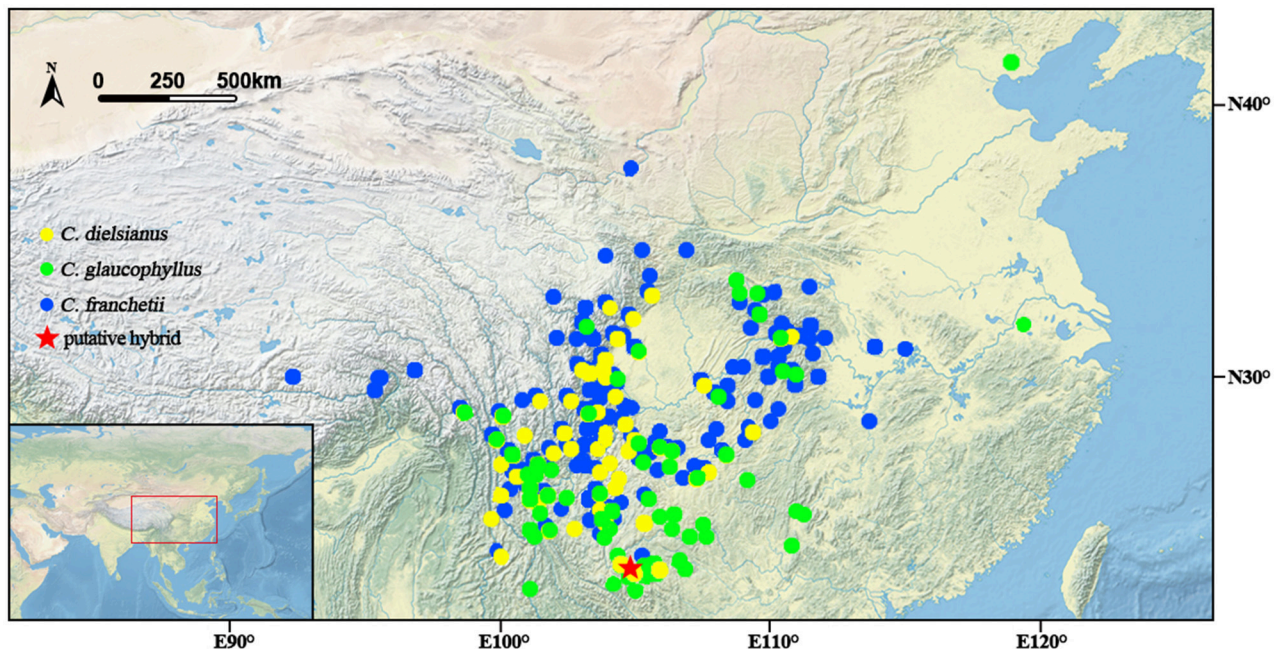 N
0 250 500km
N40°
C. dielsianus
C. glaucophyllus
C. franchetii
putative hybrid
N30°
E90° E100° E110° E120°